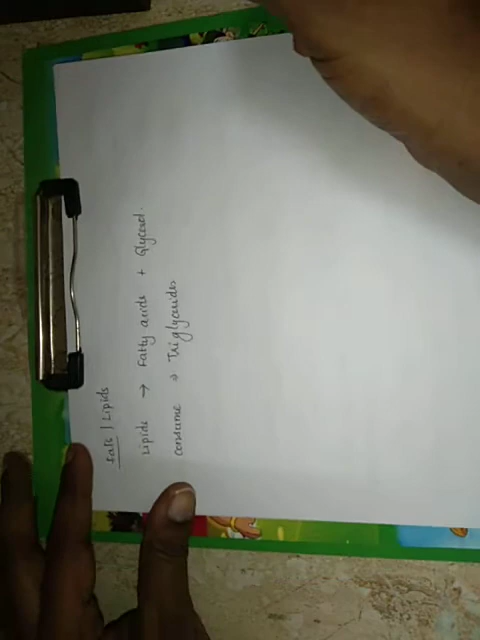 Fats | Lipids
Lipids → Fatty acids + Glycerol.
Consume → Triglycerides